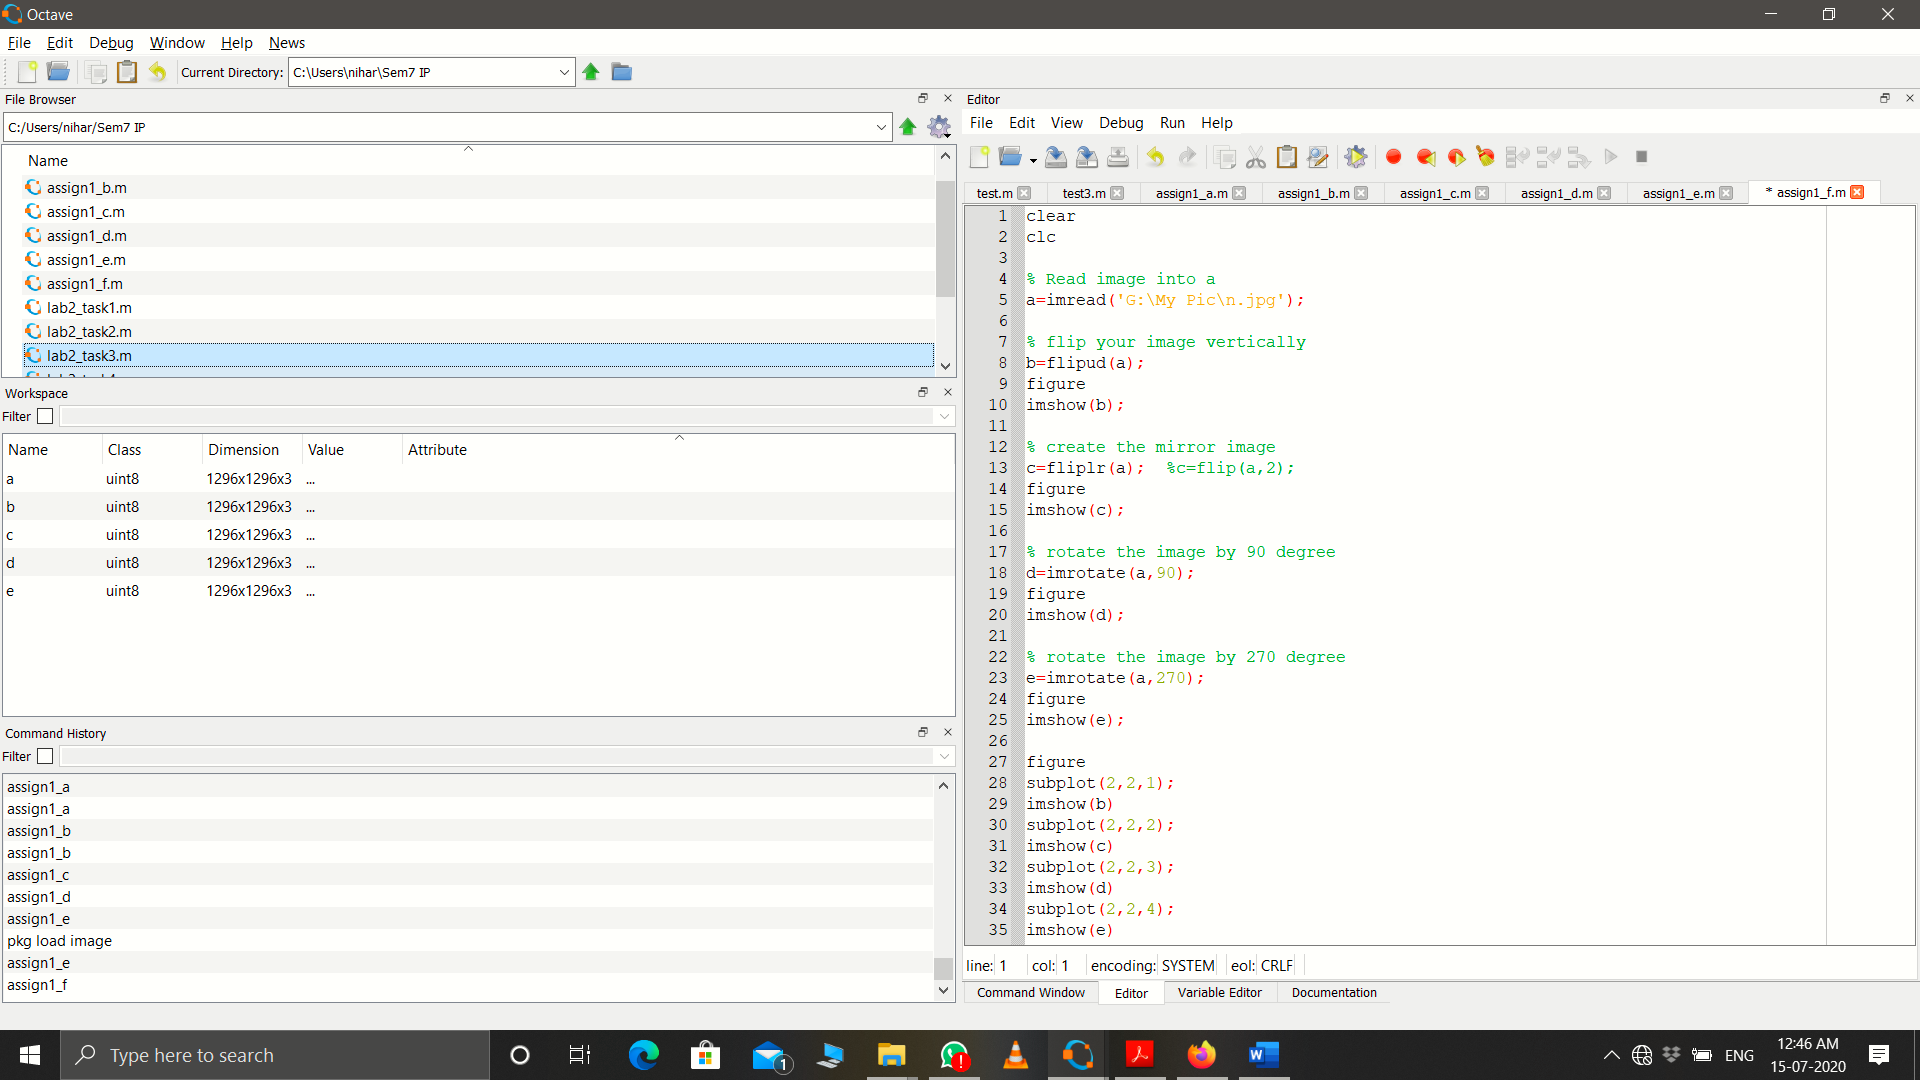 Octave
File Edit Debug Window Help News
Current Directory: C:\Users\nihar\Sem7 IP
File Browser
C:/Users/nihar/Sem7 IP
Name
assign1_b.m
assign1_c.m
assign1_d.m
assign1_e.m
assign1_f.m
lab2_task1.m
lab2_task2.m
lab2_task3.m
Workspace
Filter
Name Class Dimension Value Attribute
a uint8 1296x1296x3 ...
b uint8 1296x1296x3 ...
c uint8 1296x1296x3 ...
d uint8 1296x1296x3 ...
e uint8 1296x1296x3 ...
Command History
Filter
assign1_a
assign1_a
assign1_b
assign1_b
assign1_c
assign1_d
assign1_e
pkg load image
assign1_e
assign1_f
Editor
File Edit View Debug Run Help
test.m test3.m assign1_a.m assign1_b.m assign1_c.m assign1_d.m assign1_e.m * assign1_f.m
1 clear
2 clc
3
4 % Read image into a
5 a=imread('G:\My Pic\n.jpg');
6
7 % flip your image vertically
8 b=flipud(a);
9 figure
10 imshow(b);
11
12 % create the mirror image
13 c=fliplr(a);  %c=flip(a,2);
14 figure
15 imshow(c);
16
17 % rotate the image by 90 degree
18 d=imrotate(a,90);
19 figure
20 imshow(d);
21
22 % rotate the image by 270 degree
23 e=imrotate(a,270);
24 figure
25 imshow(e);
26
27 figure
28 subplot(2,2,1);
29 imshow(b)
30 subplot(2,2,2);
31 imshow(c)
32 subplot(2,2,3);
33 imshow(d)
34 subplot(2,2,4);
35 imshow(e)
line: 1 col: 1 encoding: SYSTEM eol: CRLF
Command Window Editor Variable Editor Documentation
Type here to search
1
ENG
12:46 AM
15-07-2020